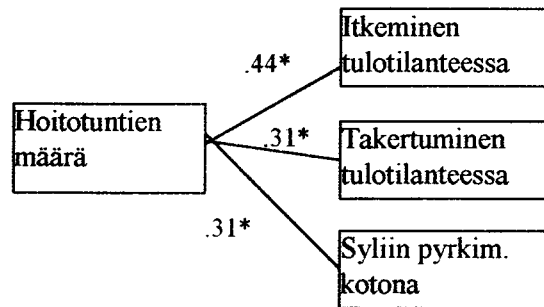 Itkeminen
tulotilanteessa
.44*
Hoitotuntien
määrä
.31*
Takertuminen
tulotilanteessa
.31*
Syliin pyrkim.
kotona